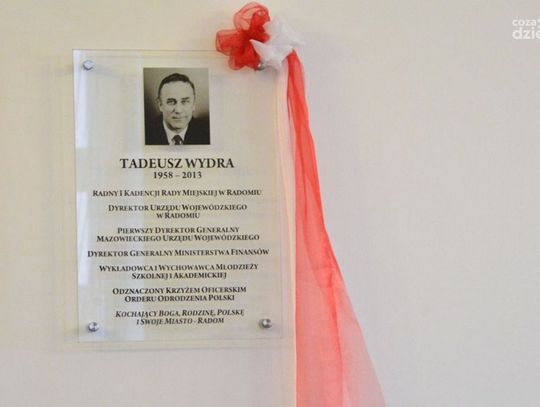 TADEUSZ WYDRA
1958 – 2013
RADNY I KADENCJI RADY MIEJSKIEJ W RADOMIU
DYREKTOR URZĘDU WOJEWÓDZKIEGO
W RADOMIU
PIERWSZY DYREKTOR GENERALNY
MAZOWIECKIEGO URZĘDU WOJEWÓDZKIEGO
DYREKTOR GENERALNY MINISTERSTWA FINANSÓW
WYKŁADOWCA I WYCHOWAWCA MŁODZIEŻY
SZKOLNEJ I AKADEMICKIEJ
ODZNACZONY KRZYŻEM OFICERSKIM
ORDERU ODRODZENIA POLSKI
KOCHAJĄCY BOGA, RODZINĘ, POLSKĘ
I SWOJE MIASTO - RADOM